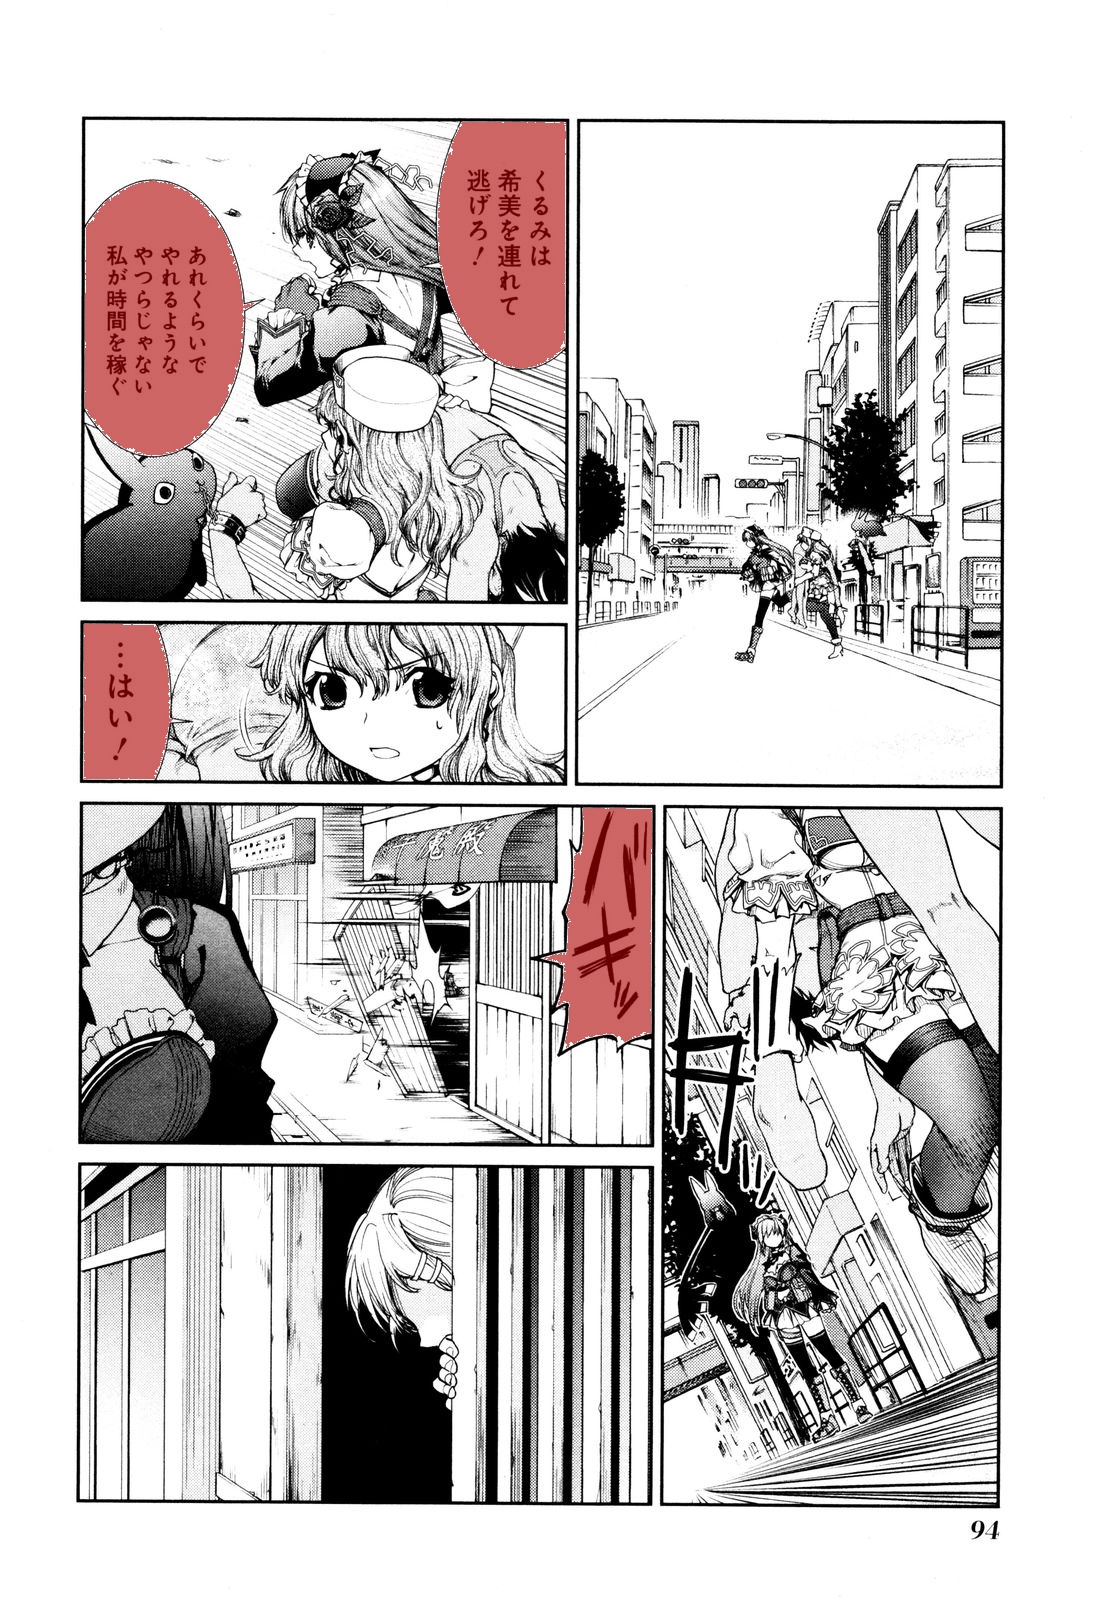 くるみは
希美を連れて
逃げろ!
あれくらいで
やれるような
やつらじゃない
私が時間を稼ぐ
…はい!
ダダッ
バキッ
94